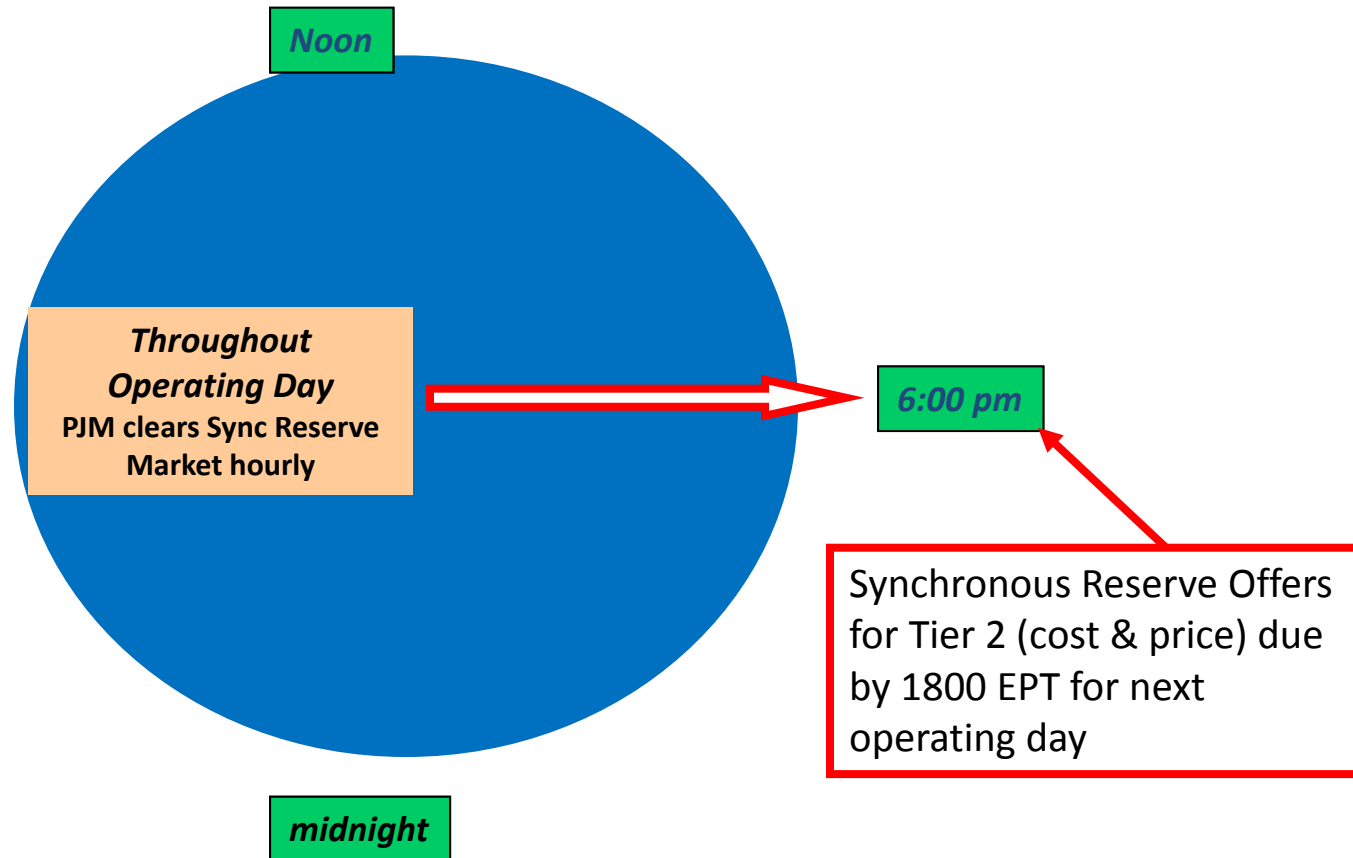 Noon
Throughout
Operating Day
PJM clears Sync Reserve
Market hourly
6:00 pm
Synchronous Reserve Offers
for Tier 2 (cost & price) due
by 1800 EPT for next
operating day
midnight